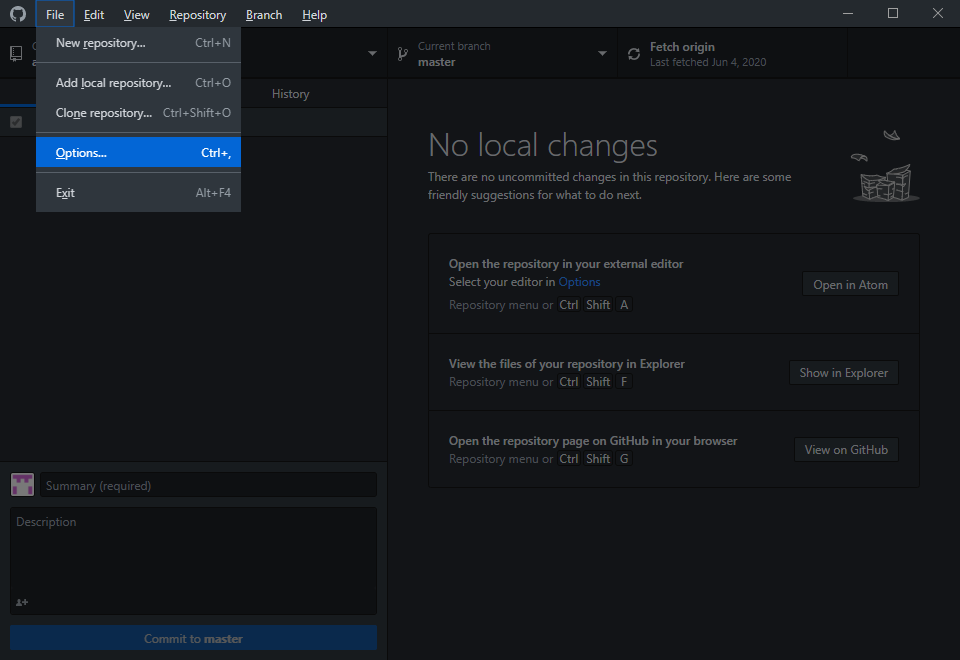 File Edit View Repository Branch Help
New repository... Ctrl+N
Add local repository... Ctrl+O
Clone repository... Ctrl+Shift+O
Options... Ctrl+,
Exit Alt+F4
Current branch
master
Fetch origin
Last fetched Jun 4, 2020
History
No local changes
There are no uncommitted changes in this repository. Here are some
friendly suggestions for what to do next.
Open the repository in your external editor
Select your editor in Options
Repository menu or Ctrl Shift A
Open in Atom
View the files of your repository in Explorer
Repository menu or Ctrl Shift F
Show in Explorer
Open the repository page on GitHub in your browser
Repository menu or Ctrl Shift G
View on GitHub
Summary (required)
Description
Commit to master